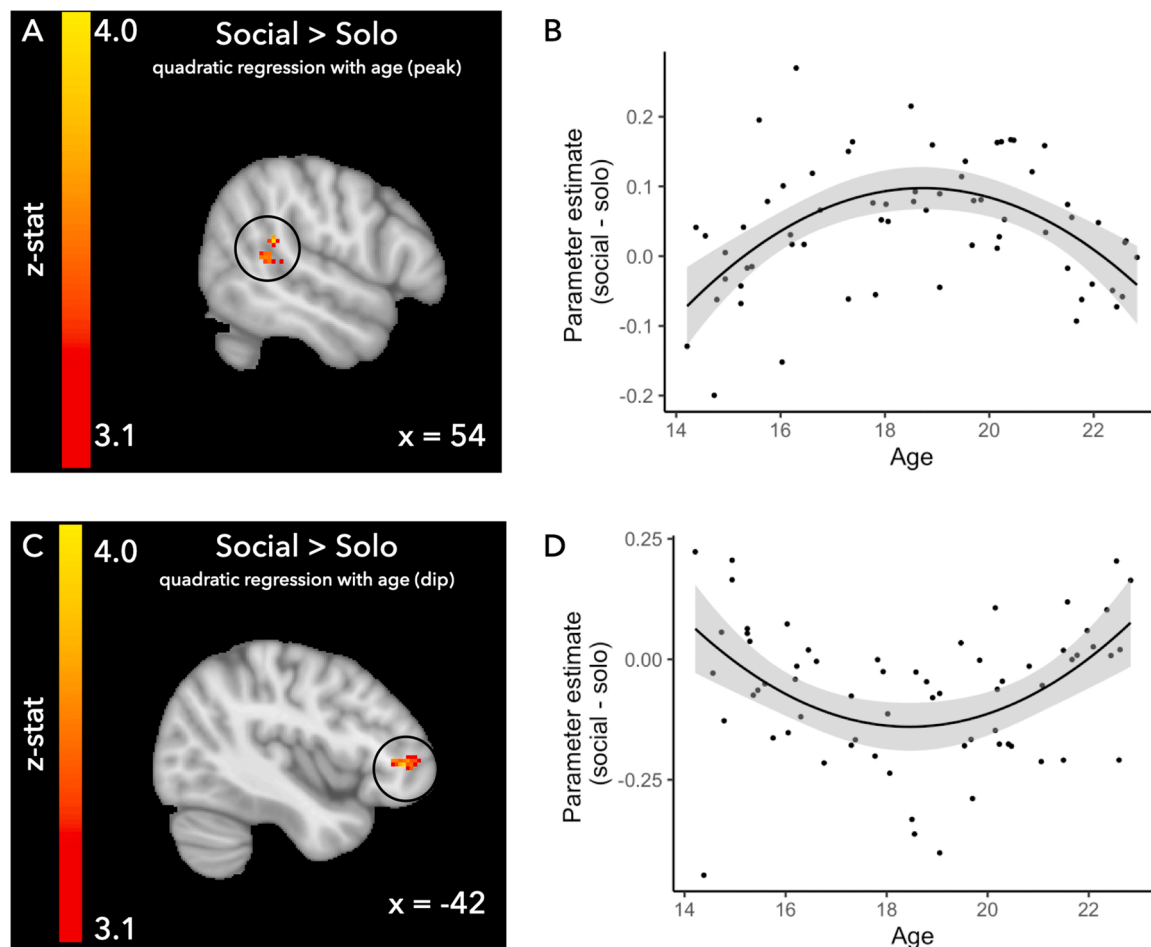 A
4.0
Social > Solo
quadratic regression with age (peak)
z-stat
3.1
x = 54
B
Parameter estimate
(social - solo)
0.2
0.1
0.0
-0.1
-0.2
14 16 18 20 22
Age
C
4.0
Social > Solo
quadratic regression with age (dip)
z-stat
3.1
x = -42
D
Parameter estimate
(social - solo)
0.25
0.00
-0.25
14 16 18 20 22
Age